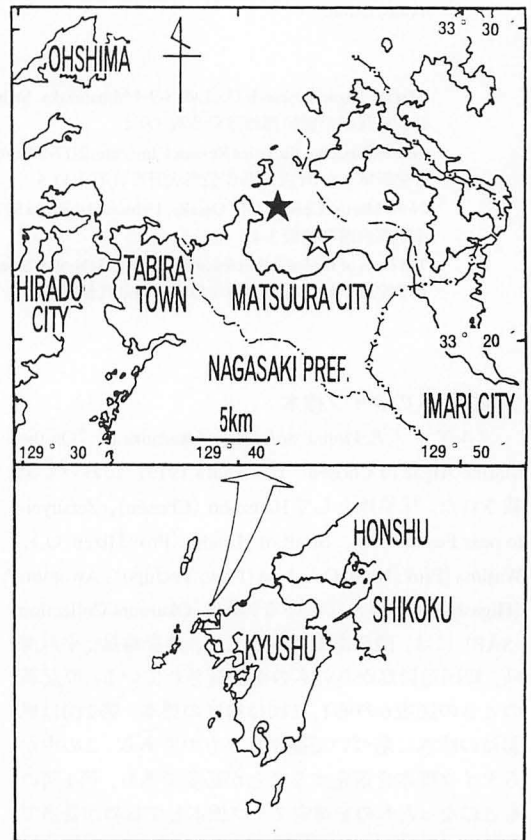 33° 30
OHSHIMA
TABIRA
TOWN
HIRADO
CITY
MATSUURA CITY
33° 20
NAGASAKI PREF.
IMARI CITY
5km
129° 30
129° 40
129° 50
HONSHU
SHIKOKU
KYUSHU